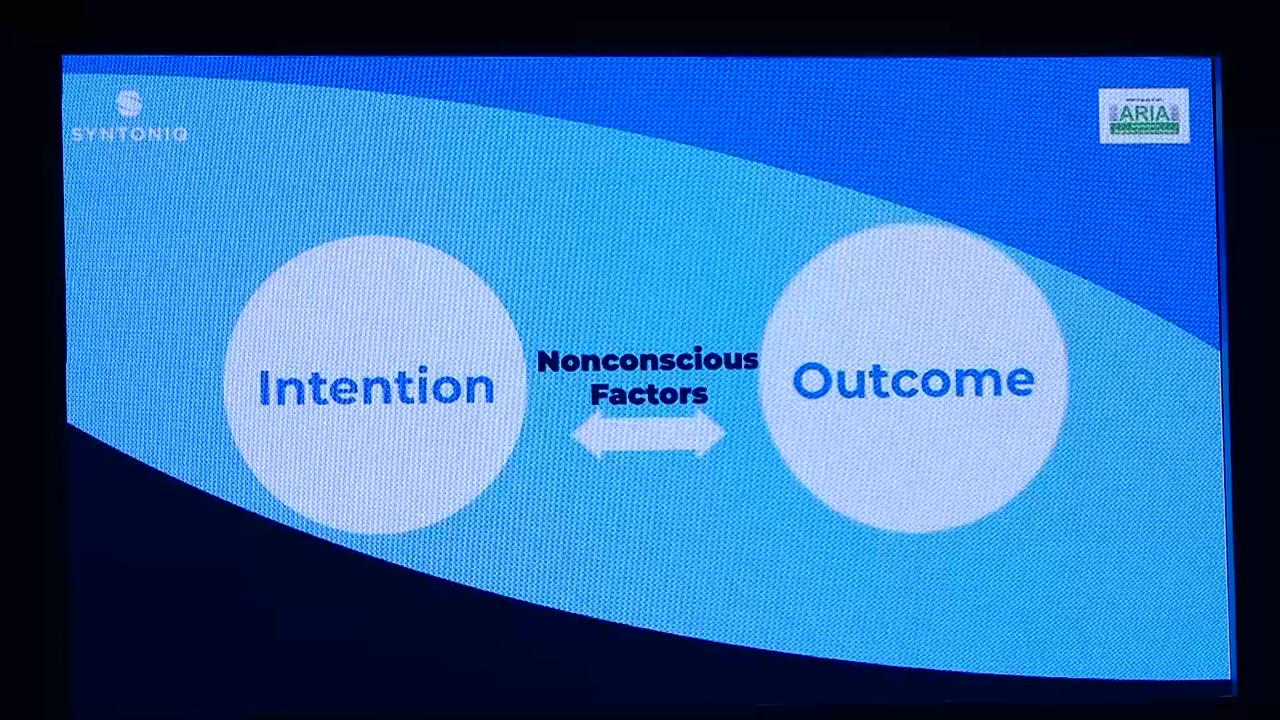 SYNTONIQ
ARIA
Intention
Nonconscious
Factors
Outcome